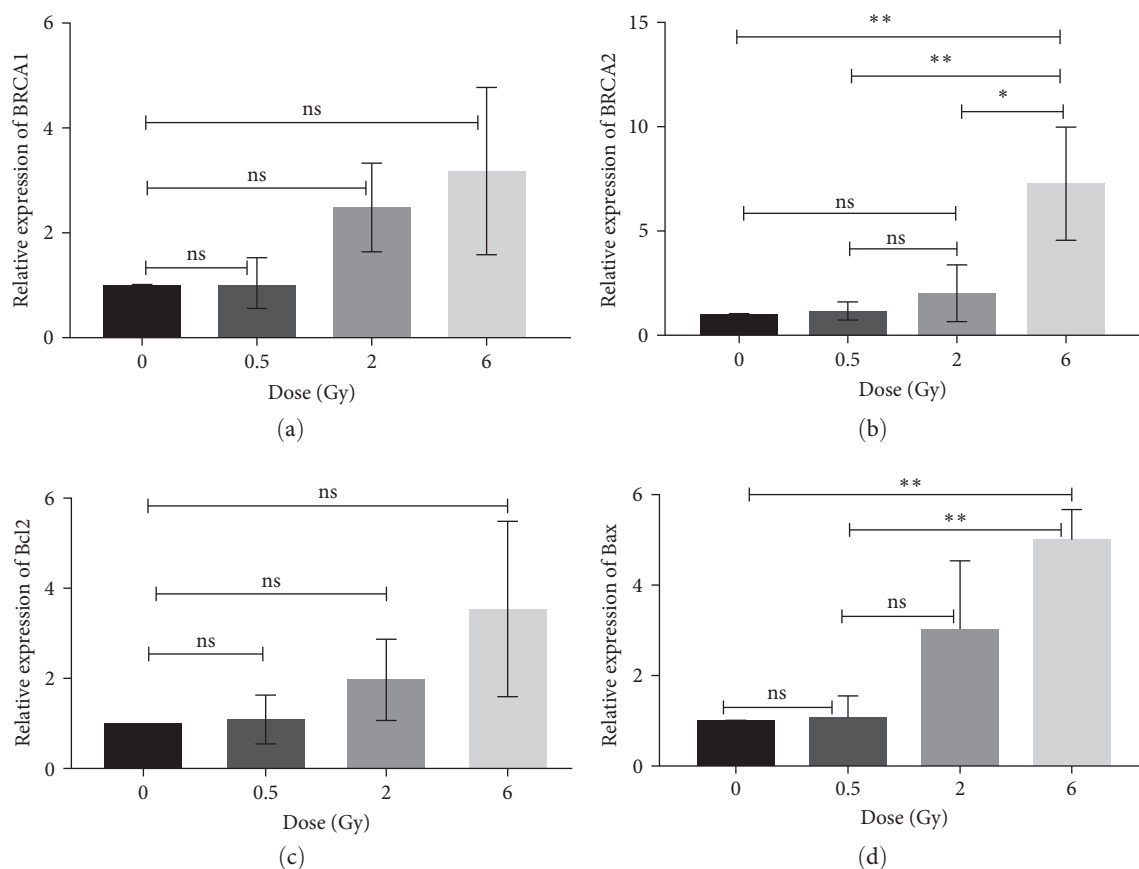 6
4
2
0
Relative expression of BRCA1
ns
ns
ns
0 0.5 2 6
Dose (Gy)
(a)
15
10
5
0
Relative expression of BRCA2
**
**
*
ns
ns
0 0.5 2 6
Dose (Gy)
(b)
6
4
2
0
Relative expression of Bcl2
ns
ns
ns
0 0.5 2 6
Dose (Gy)
(c)
6
4
2
0
Relative expression of Bax
**
**
ns
ns
0 0.5 2 6
Dose (Gy)
(d)